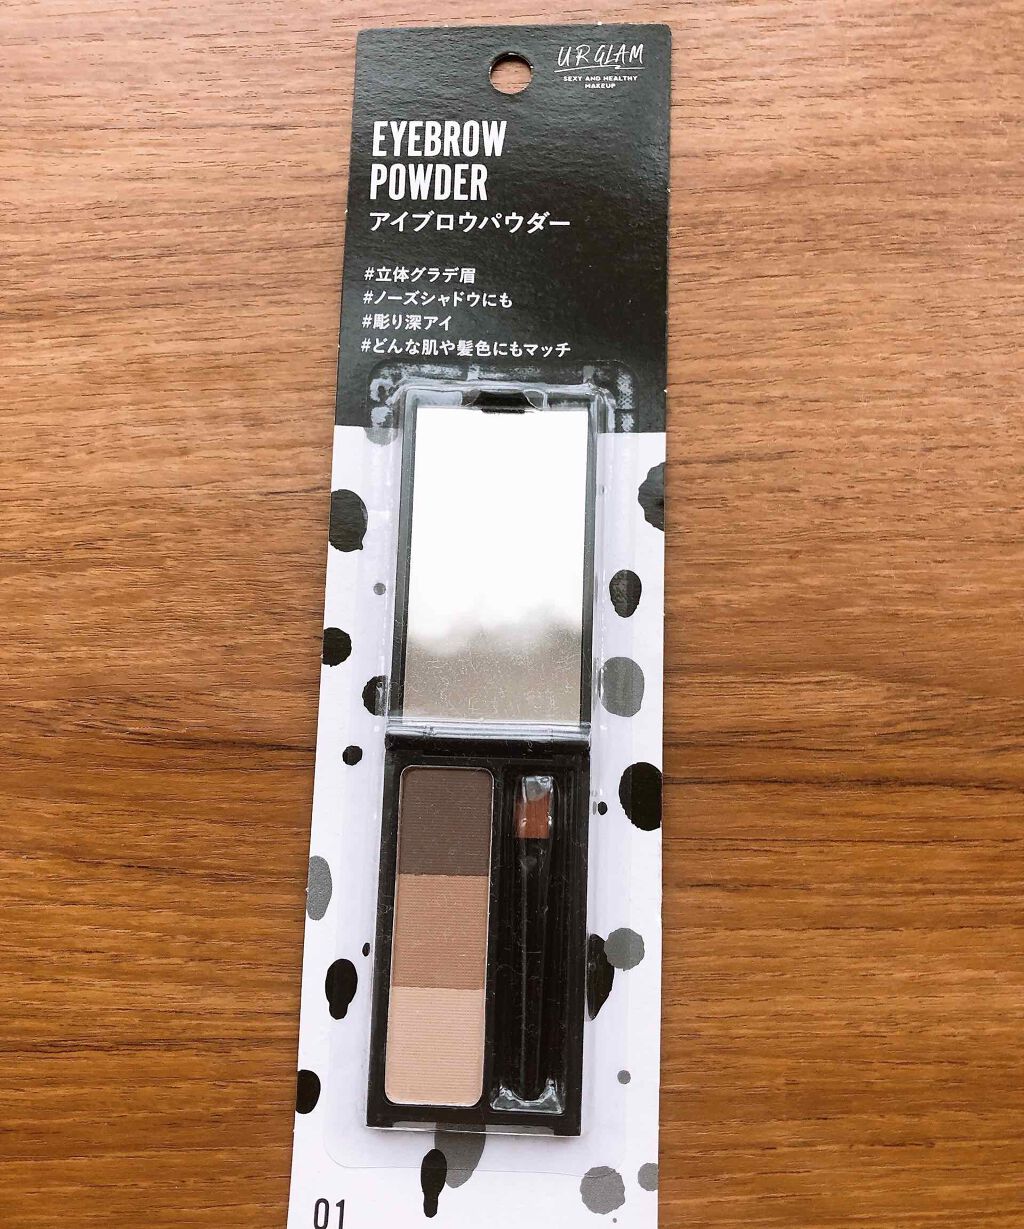 URGLAM
SEXY AND HEALTHY
MAKEUP
EYEBROW
POWDER
アイブロウパウダー
#立体グラデ眉
#ノーズシャドウにも
#彫り深アイ
#どんな肌や髪色にもマッチ
01